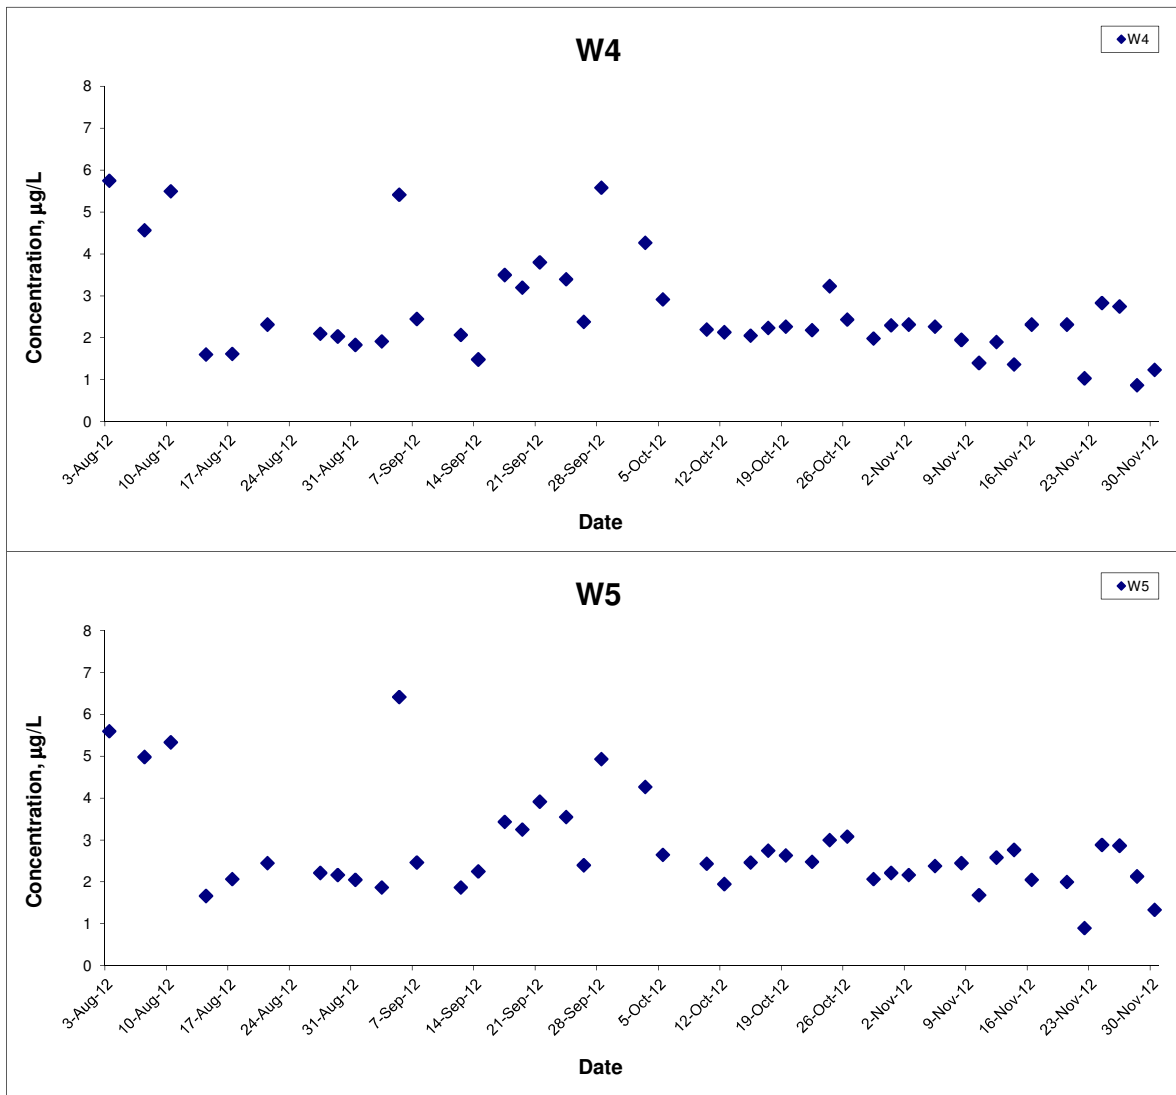 W4
W4
8
7
6
5
4
3
2
1
0
Concentration, µg/L
3-Aug-12
10-Aug-12
17-Aug-12
24-Aug-12
31-Aug-12
7-Sep-12
14-Sep-12
21-Sep-12
28-Sep-12
5-Oct-12
12-Oct-12
19-Oct-12
26-Oct-12
2-Nov-12
9-Nov-12
16-Nov-12
23-Nov-12
30-Nov-12
Date
W5
W5
8
7
6
5
4
3
2
1
0
Concentration, µg/L
3-Aug-12
10-Aug-12
17-Aug-12
24-Aug-12
31-Aug-12
7-Sep-12
14-Sep-12
21-Sep-12
28-Sep-12
5-Oct-12
12-Oct-12
19-Oct-12
26-Oct-12
2-Nov-12
9-Nov-12
16-Nov-12
23-Nov-12
30-Nov-12
Date